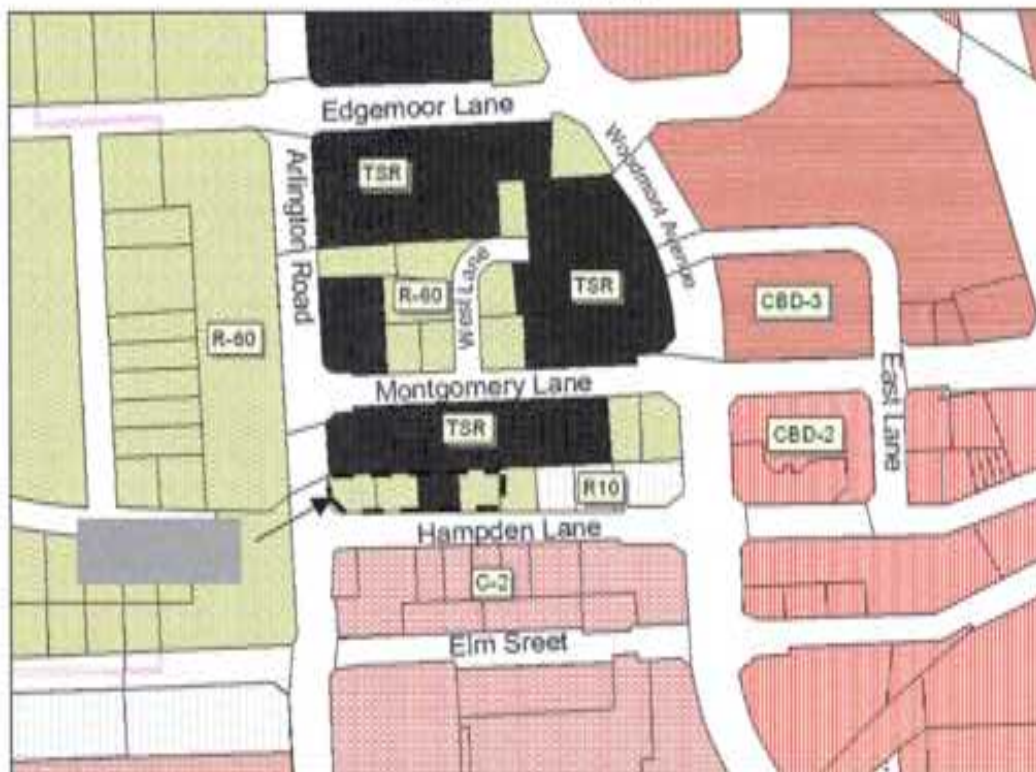 Edgemoor Lane
Woodmont Avenue
Arlington Road
TSR
TSR
R-60
West Lane
CBD-3
R-60
East Lane
Montgomery Lane
TSR
CBD-2
R10
Hampden Lane
C-2
Elm Sreet